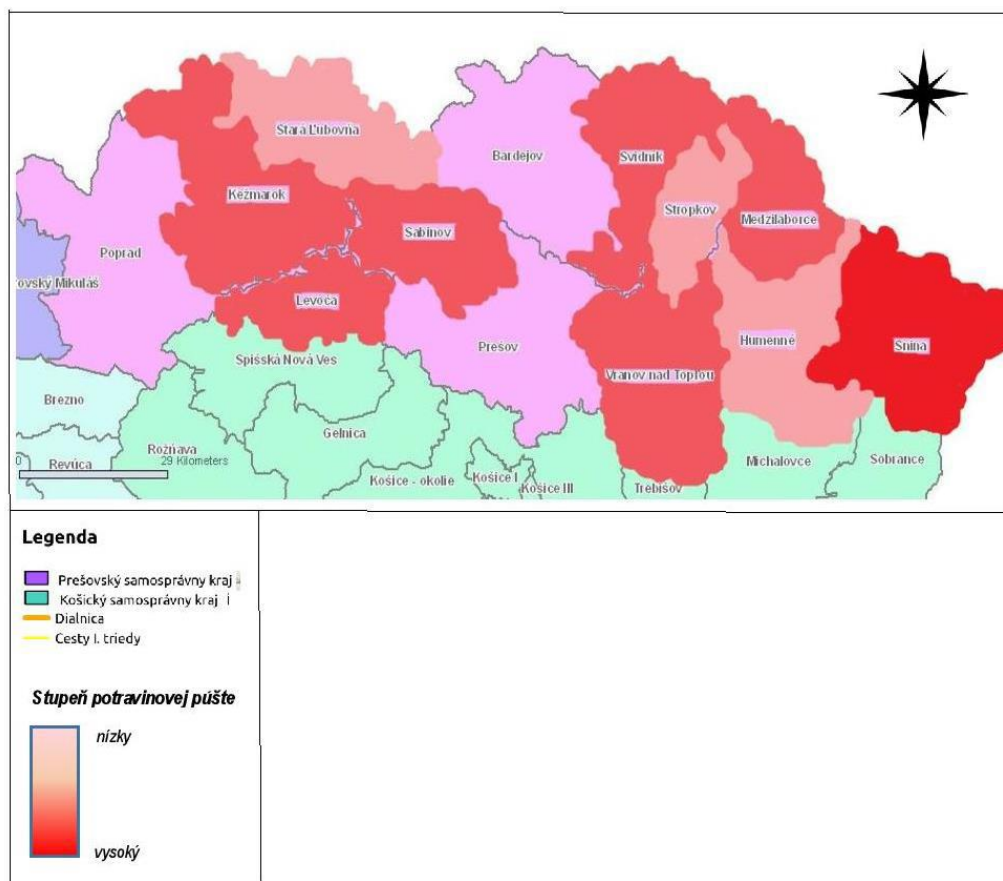 Stará Ľubovňa
Bardejov
Svidník
Kežmarok
Stropkov
Medzilaborce
Sabinov
Poprad
ovský Mikuláš
Levoča
Humenné
Snina
Prešov
Spišská Nová Ves
Vranov nad Topľou
Brezno
Gelnica
Rožňava
Michalovce
Sobrance
0
29 Kilometers
Revúca
Košice - okolie
Košice I
Košice III
Trebišov
Legenda
Prešovský samosprávny kraj
Košický samosprávny kraj
Dialnica
Cesty I. triedy
Stupeň potravinovej púšte
nízky
vysoký